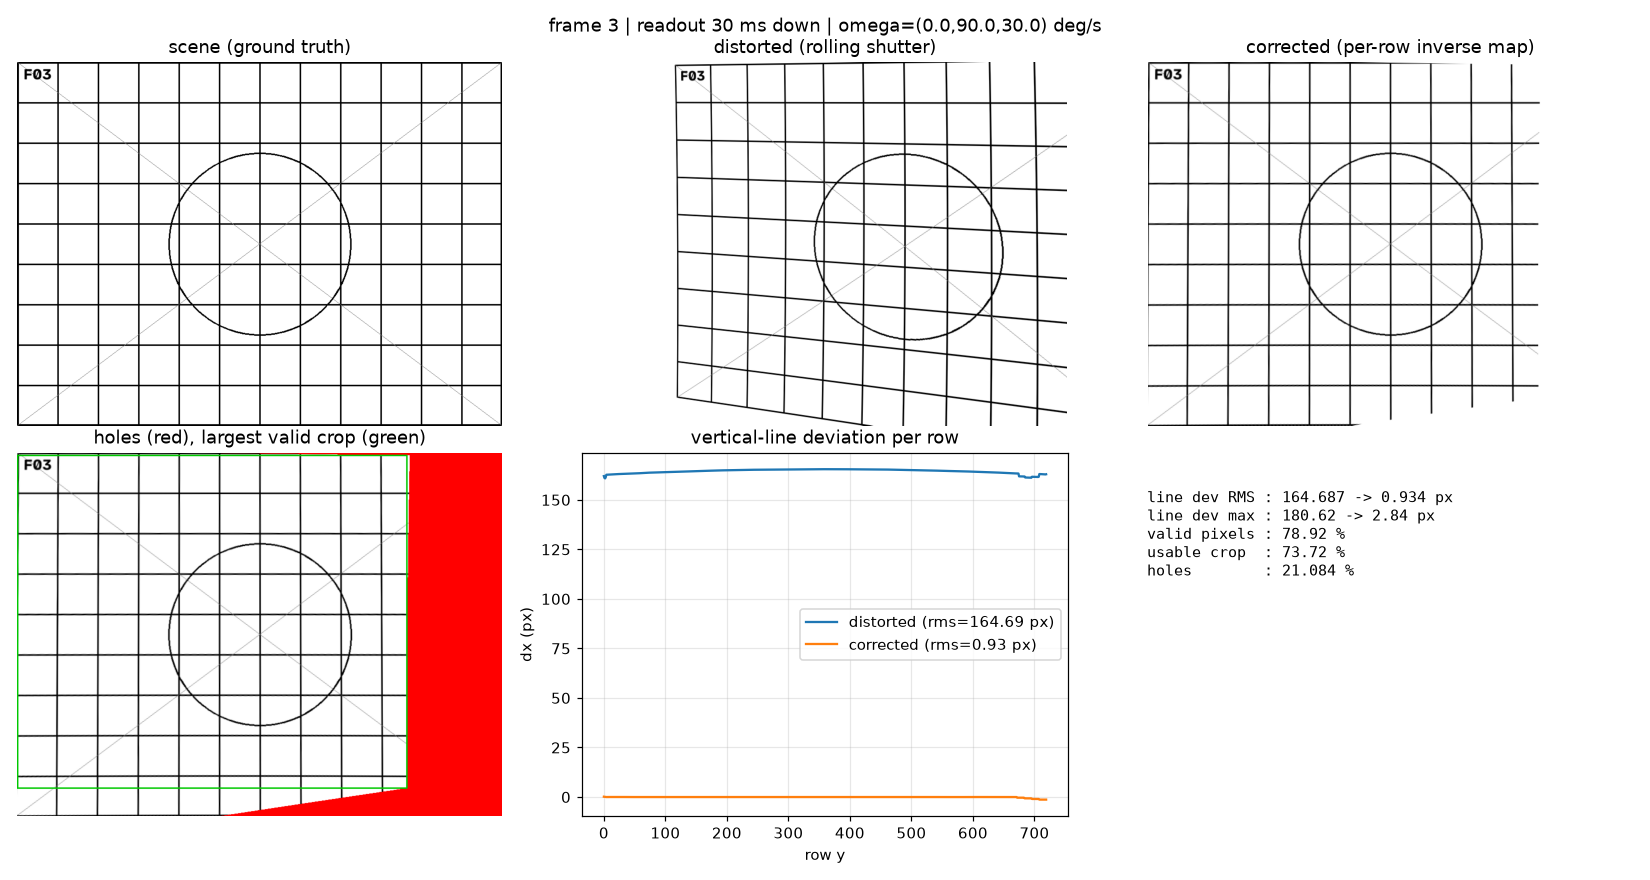 frame 3 | readout 30 ms down | omega=(0.0,90.0,30.0) deg/s
scene (ground truth)
distorted (rolling shutter)
corrected (per-row inverse map)
F03
F03
F03
holes (red), largest valid crop (green)
vertical-line deviation per row
F03
150
125
100
75
50
25
0
dx (px)
distorted (rms=164.69 px)
corrected (rms=0.93 px)
0 100 200 300 400 500 600 700
row y
line dev RMS : 164.687 -> 0.934 px
line dev max : 180.62 -> 2.84 px
valid pixels : 78.92 %
usable crop : 73.72 %
holes : 21.084 %